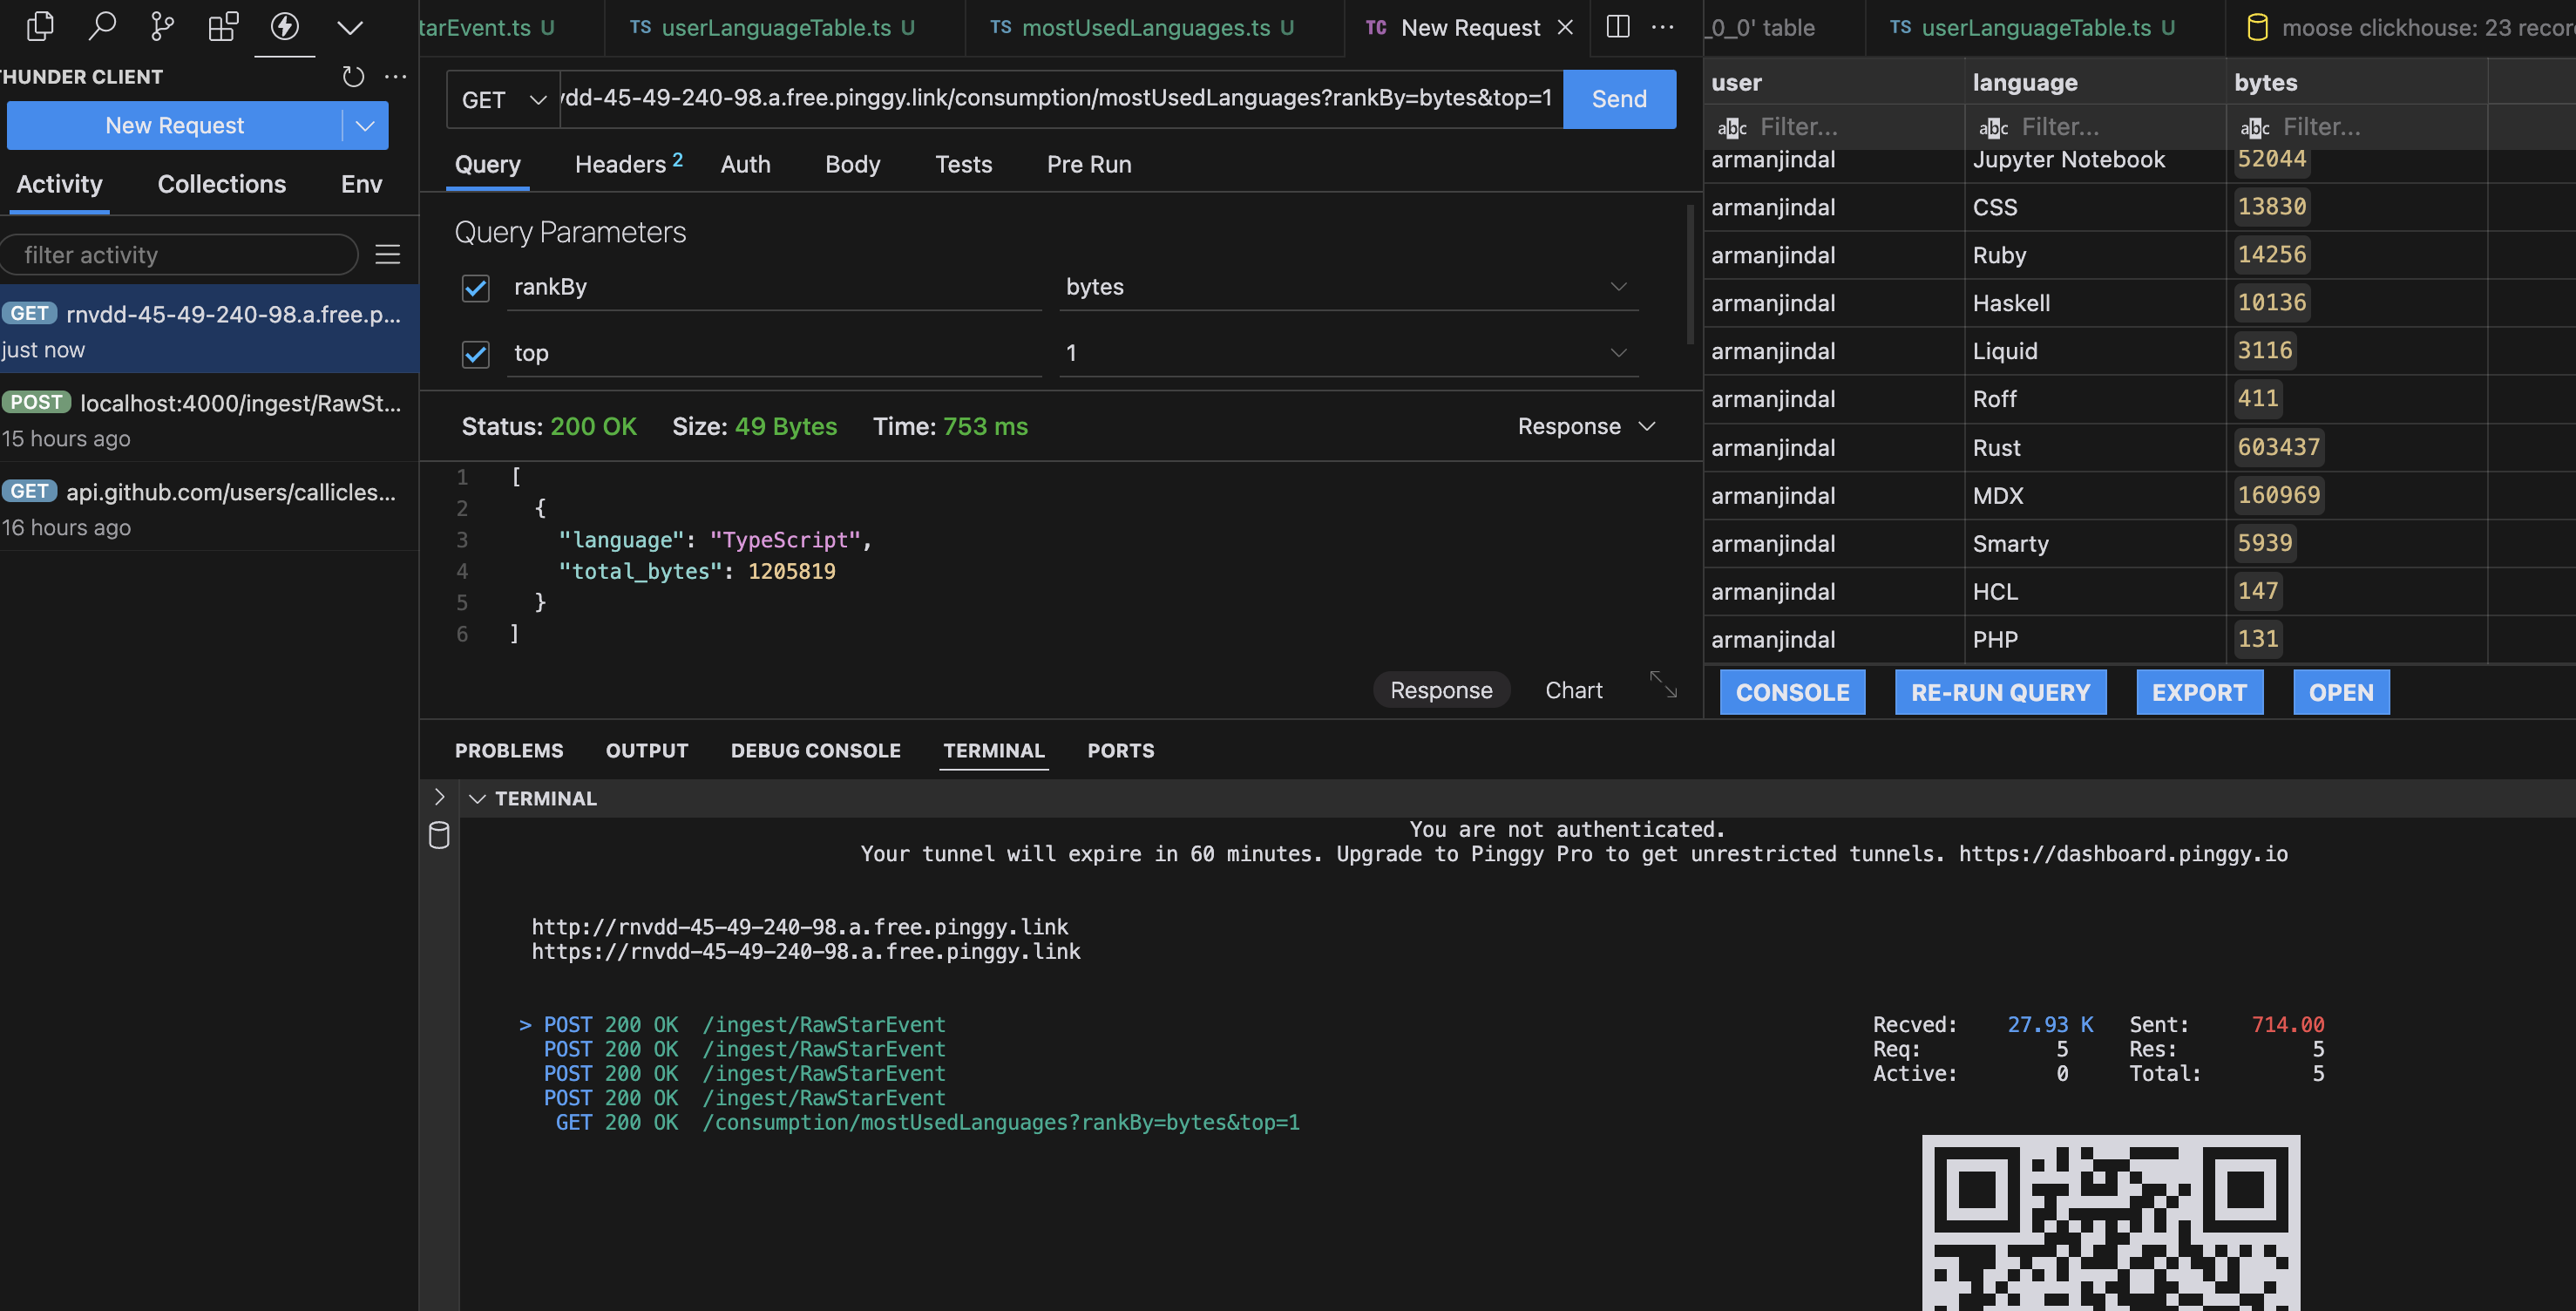 THUNDER CLIENT
New Request
Activity Collections Env
filter activity
GET rnvdd-45-49-240-98.a.free.p...
just now
POST localhost:4000/ingest/RawSt...
15 hours ago
GET api.github.com/users/callicles...
16 hours ago
tarEvent.ts U
TS userLanguageTable.ts U
TS mostUsedLanguages.ts U
TC New Request
GET
vdd-45-49-240-98.a.free.pinggy.link/consumption/mostUsedLanguages?rankBy=bytes&top=1
Send
Query Headers 2 Auth Body Tests Pre Run
Query Parameters
rankBy bytes
top 1
Status: 200 OK Size: 49 Bytes Time: 753 ms Response
1 [
2 {
3 "language": "TypeScript",
4 "total_bytes": 1205819
5 }
6 ]
Response Chart
_0_0' table
TS userLanguageTable.ts U
moose clickhouse: 23 recor
user language bytes
abc Filter... abc Filter... abc Filter...
armanjindal Jupyter Notebook 52044
armanjindal CSS 13830
armanjindal Ruby 14256
armanjindal Haskell 10136
armanjindal Liquid 3116
armanjindal Roff 411
armanjindal Rust 603437
armanjindal MDX 160969
armanjindal Smarty 5939
armanjindal HCL 147
armanjindal PHP 131
CONSOLE RE-RUN QUERY EXPORT OPEN
PROBLEMS OUTPUT DEBUG CONSOLE TERMINAL PORTS
TERMINAL
You are not authenticated.
Your tunnel will expire in 60 minutes. Upgrade to Pinggy Pro to get unrestricted tunnels. https://dashboard.pinggy.io
http://rnvdd-45-49-240-98.a.free.pinggy.link
https://rnvdd-45-49-240-98.a.free.pinggy.link
> POST 200 OK /ingest/RawStarEvent
POST 200 OK /ingest/RawStarEvent
POST 200 OK /ingest/RawStarEvent
POST 200 OK /ingest/RawStarEvent
GET 200 OK /consumption/mostUsedLanguages?rankBy=bytes&top=1
Recved: 27.93 K Sent: 714.00
Req: 5 Res: 5
Active: 0 Total: 5